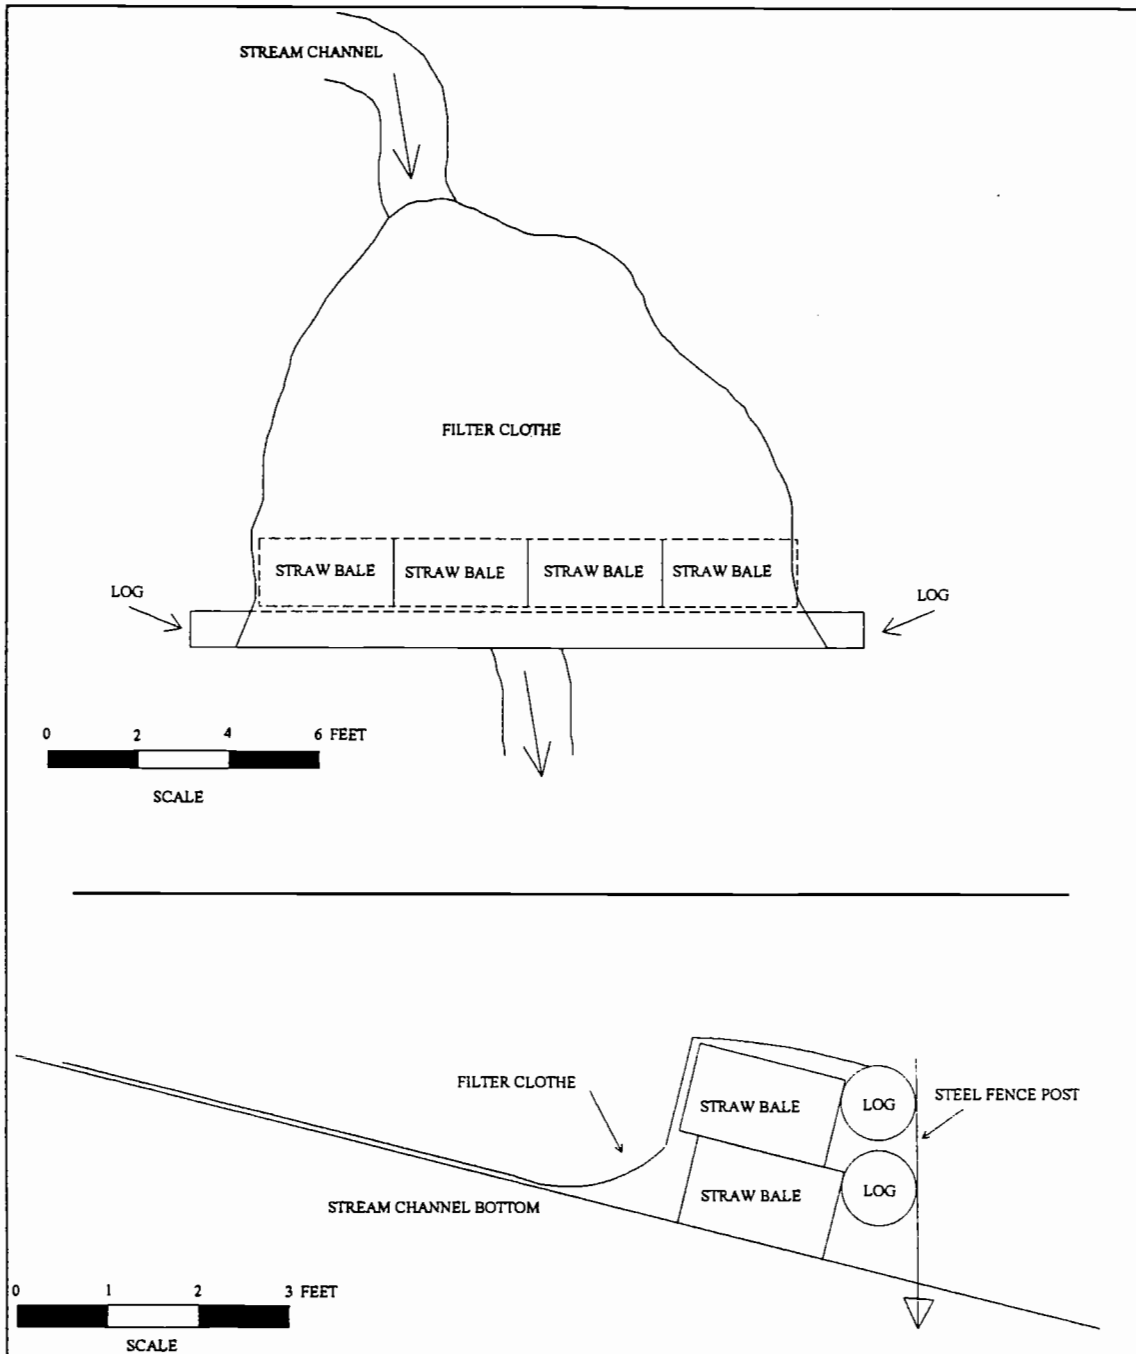 STREAM CHANNEL
FILTER CLOTHE
STRAW BALE STRAW BALE STRAW BALE STRAW BALE
LOG
LOG
0 2 4 6 FEET
SCALE
FILTER CLOTHE
STRAW BALE
LOG
STEEL FENCE POST
STRAW BALE
LOG
STREAM CHANNEL BOTTOM
0 1 2 3 FEET
SCALE